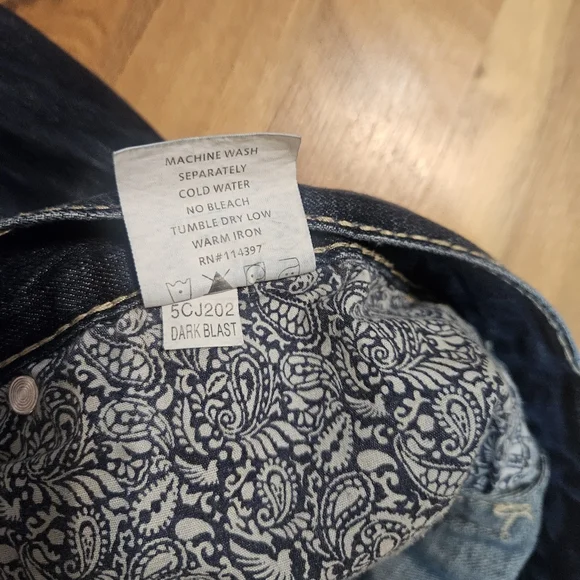 MACHINE WASH
SEPARATELY
COLD WATER
NO BLEACH
TUMBLE DRY LOW
WARM IRON
RN#114397
5CJ202
DARK BLAST